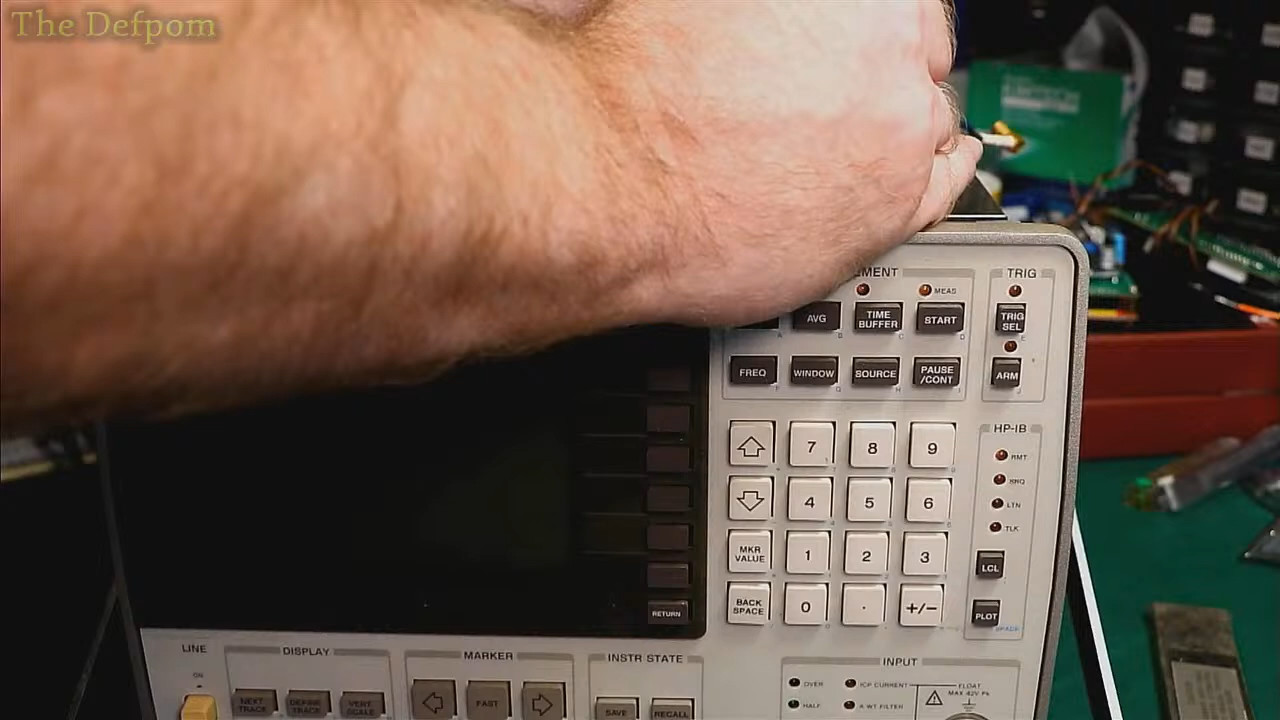 The Defpom
EMENT
TRIG
MEAS
AVG
TIME
BUFFER
START
TRIG
SEL
FREQ
WINDOW
SOURCE
PAUSE
/CONT
ARM
HP-IB
7
8
9
RMT
SRQ
4
5
6
LTN
TLK
MKR
VALUE
1
2
3
LCL
BACK
SPACE
0
.
+/−
RETURN
PLOT
SPACE
LINE
DISPLAY
MARKER
INSTR STATE
INPUT
ON
OVER
ICP CURRENT
FLOAT
MAX 42V Pk
HALF
A WT FILTER
NEXT
TRACE
DEFINE
TRACE
VERT
SCALE
FAST
SAVE
RECALL